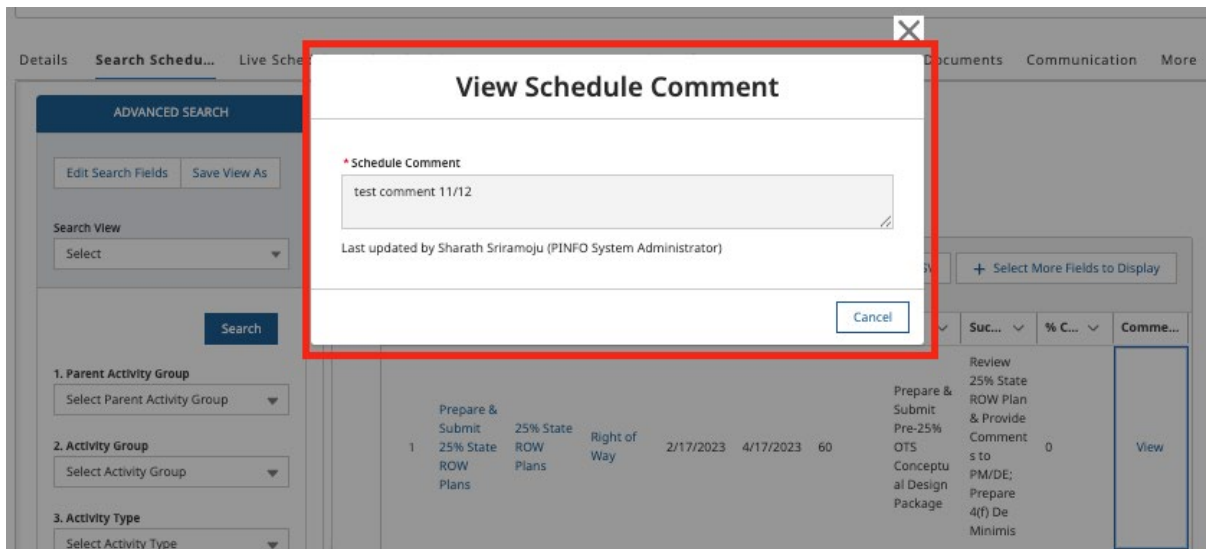 Details Search Schedu... Live Sche Documents Communication More
View Schedule Comment
ADVANCED SEARCH
Edit Search Fields Save View As
*Schedule Comment
test comment 11/12
Search View
Select
Last updated by Sharath Sriramoju (PINFO System Administrator)
+ Select More Fields to Display
Cancel
Search
Suc... % C... Comme...
1. Parent Activity Group
Select Parent Activity Group
2. Activity Group
Select Activity Group
3. Activity Type
Select Activity Type
1
Prepare &
Submit
25% State
ROW
Plans
25% State
ROW
Plans
Right of
Way
2/17/2023 4/17/2023 60
Prepare &
Submit
Pre-25%
OTS
Conceptu
al Design
Package
Review
25% State
ROW Plan
& Provide
Comment
s to
PM/DE;
Prepare
4(f) De
Minimis
0
View